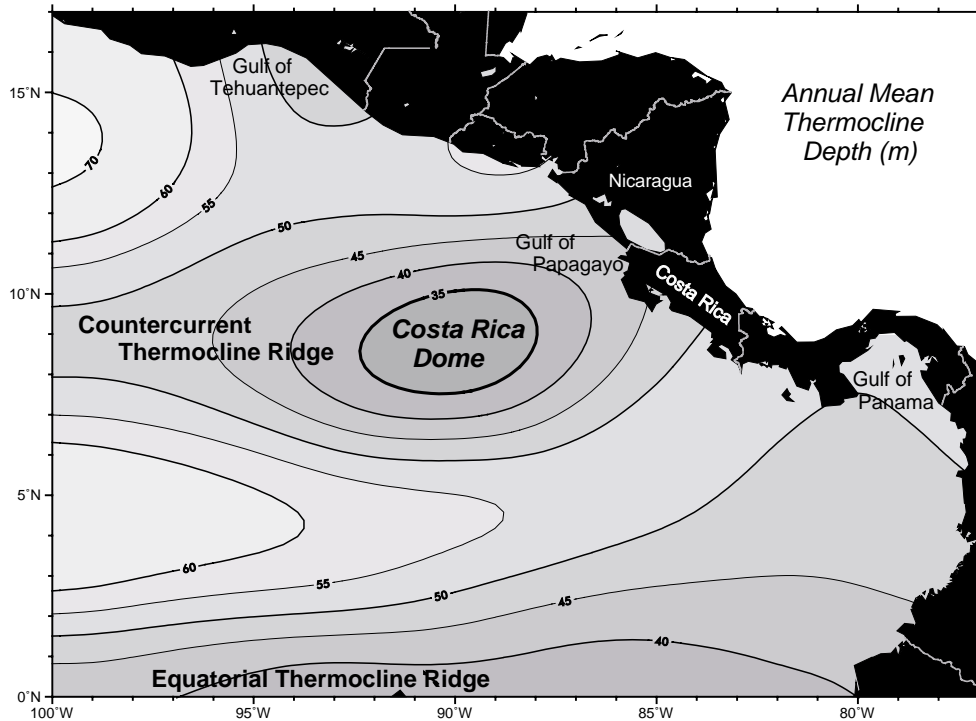 Annual Mean
Thermocline
Depth (m)
Gulf of
Tehuantepec
15°N
70
60
55
50
Nicaragua
45
Gulf of
Papagayo
40
Costa Rica
35
10°N
Countercurrent
Thermocline Ridge
Costa Rica
Dome
Gulf of
Panama
5°N
60
55
50
45
40
Equatorial Thermocline Ridge
0°N
100°W
95°W
90°W
85°W
80°W